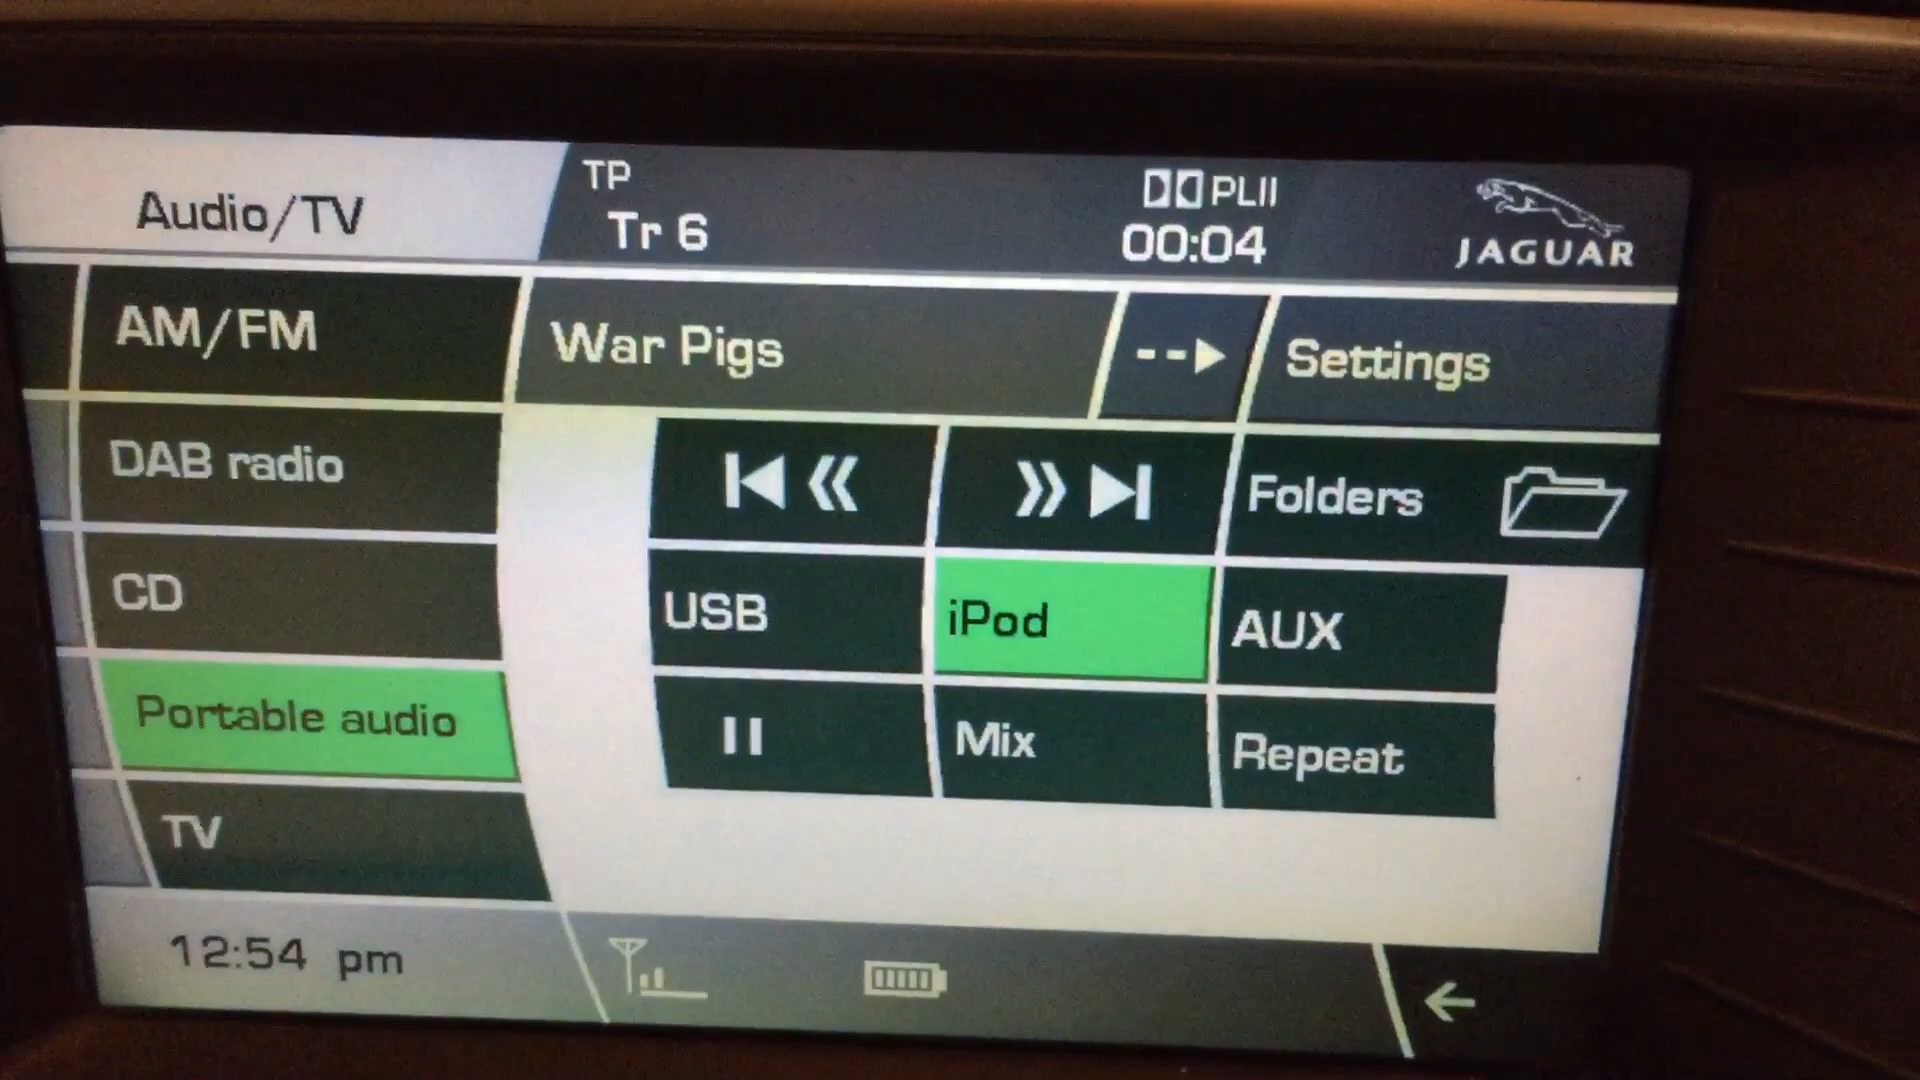 Audio/TV
TP
Tr 6
PLII
00:04
JAGUAR
AM/FM
War Pigs
Settings
DAB radio
Folders
CD
USB
iPod
AUX
Portable audio
Mix
Repeat
TV
12:54 pm